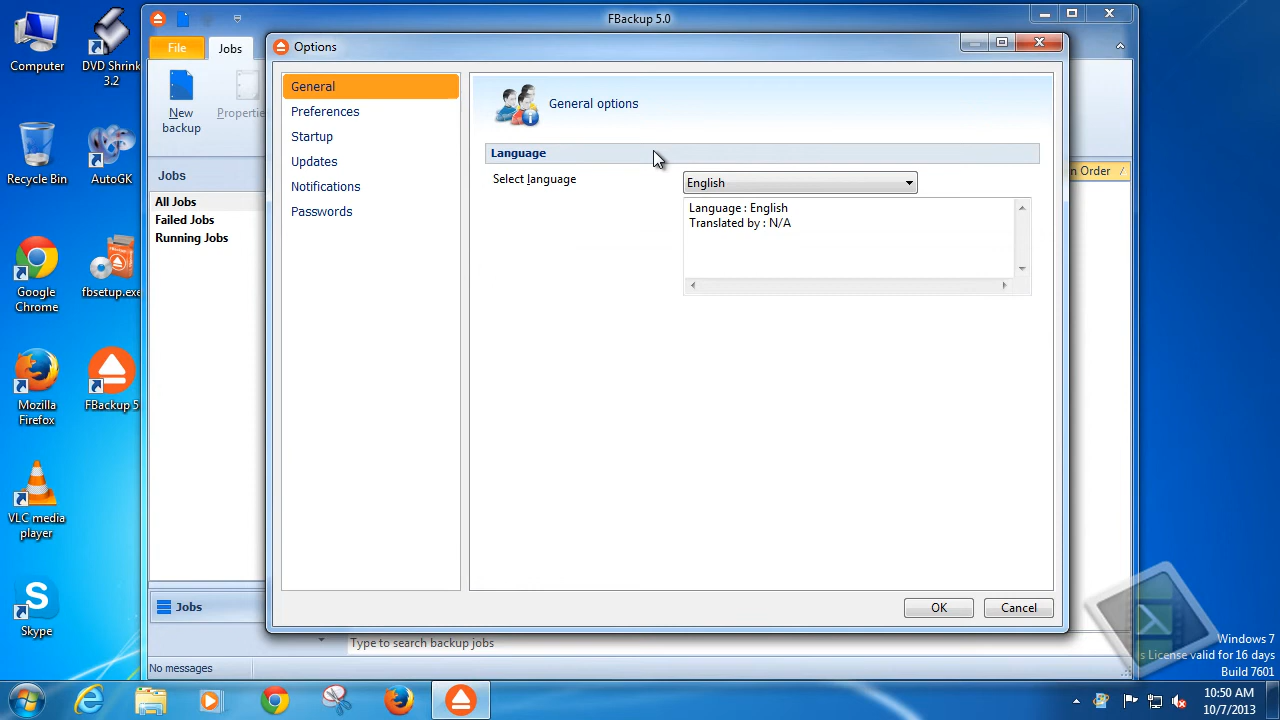 FBackup 5.0
Options
File
Jobs
New
backup
Propertie
Jobs
All Jobs
Failed Jobs
Running Jobs
General
Preferences
Startup
Updates
Notifications
Passwords
General options
Language
Select language
English
Language : English
Translated by : N/A
n Order
OK
Cancel
Jobs
Type to search backup jobs
No messages
Computer
DVD Shrink
3.2
Recycle Bin
AutoGK
Google
Chrome
fbsetup.exe
Mozilla
Firefox
FBackup 5
VLC media
player
Skype
Windows 7
s License valid for 16 days
Build 7601
10:50 AM
10/7/2013